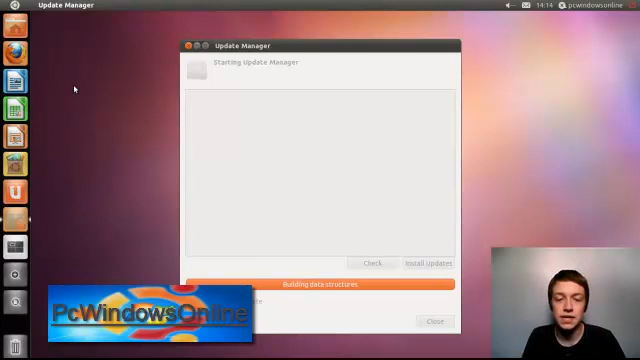 Update Manager
14:14
pcwindowsonline
Update Manager
Starting Update Manager
Check
Install Updates
Building data structures
Close
PcWindowsOnline